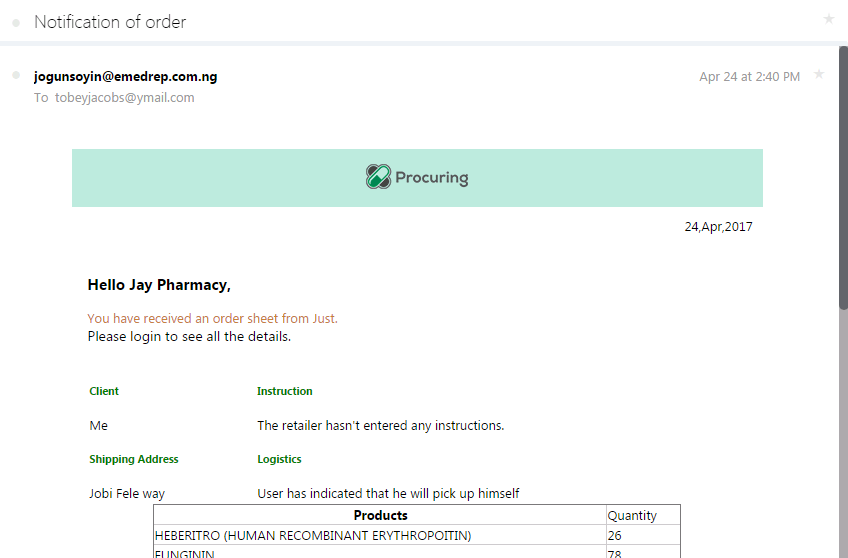 Notification of order
jogunsoyin@emedrep.com.ng
Apr 24 at 2:40 PM
To tobeyjacobs@ymail.com
Procuring
24,Apr,2017
Hello Jay Pharmacy,
You have received an order sheet from Just.
Please login to see all the details.
Client Instruction
Me The retailer hasn't entered any instructions.
Shipping Address Logistics
Jobi Fele way User has indicated that he will pick up himself
Products Quantity
HEBERITRO (HUMAN RECOMBINANT ERYTHROPOITIN) 26
FUNGININ 78